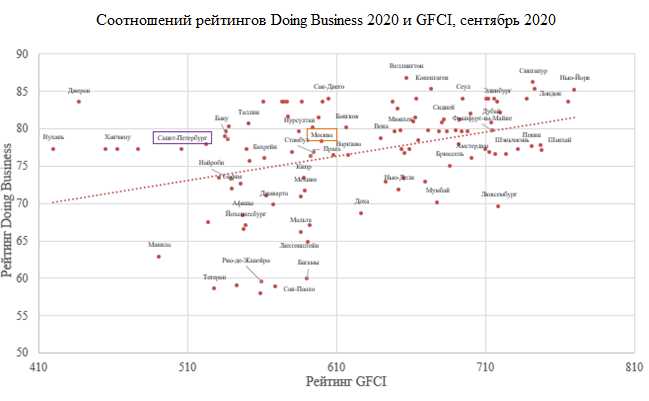 Соотношений рейтингов Doing Business 2020 и GFCI, сентябрь 2020
90
Веллингтон
Сингапур
85
Джерси
Сан-Диего
Копенгаген
Сеул
Эдинбург
Лондон
Нью-Йорк
Таллин
Баку
Нурсултан
Бангкок
Мюнхен
Сидней
Дубай
80
Вухань
Ханчжоу
Санкт-Петербург
Стамбул
Москва
Вена
Франкфурт-на-Майне
Бахрейн
Прага
Варшава
Брюссель
Амстердам
Шэньчжэнь
Пекин
Шанхай
75
Найроби
София
Кипр
Нью-Дели
Джакарта
Мехико
Мумбай
Люксембург
70
Афины
Йоханнесбург
Мальта
Доха
65
Манила
Лихтенштейн
60
Тегеран
Рио-де-Жанейро
Багамы
Сан-Паоло
55
50
410
510
610
710
810
Рейтинг Doing Business
Рейтинг GFCI